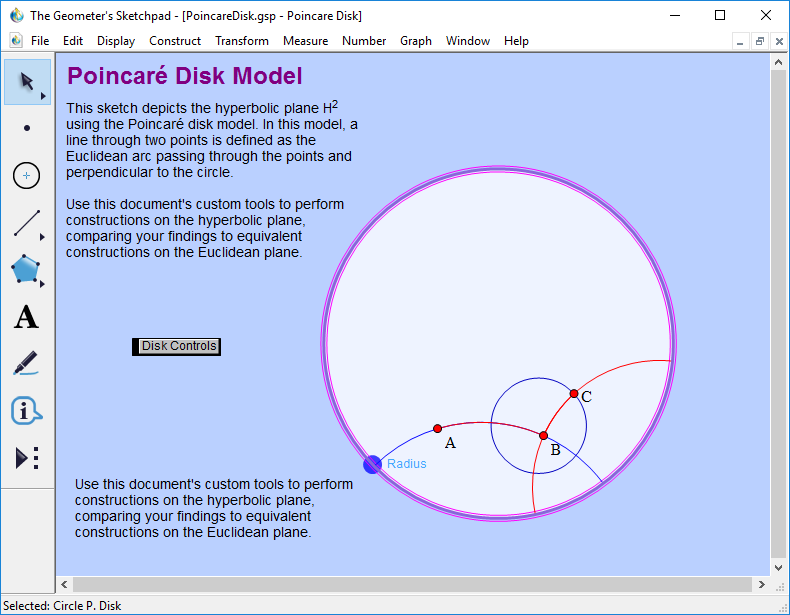 The Geometer's Sketchpad - [PoincareDisk.gsp - Poincare Disk]
File Edit Display Construct Transform Measure Number Graph Window Help
Poincaré Disk Model
This sketch depicts the hyperbolic plane H²
using the Poincaré disk model. In this model, a
line through two points is defined as the
Euclidean arc passing through the points and
perpendicular to the circle.
Use this document's custom tools to perform
constructions on the hyperbolic plane,
comparing your findings to equivalent
constructions on the Euclidean plane.
Disk Controls
A
C
A
B
Radius
Use this document's custom tools to perform
constructions on the hyperbolic plane,
comparing your findings to equivalent
constructions on the Euclidean plane.
Selected: Circle P. Disk